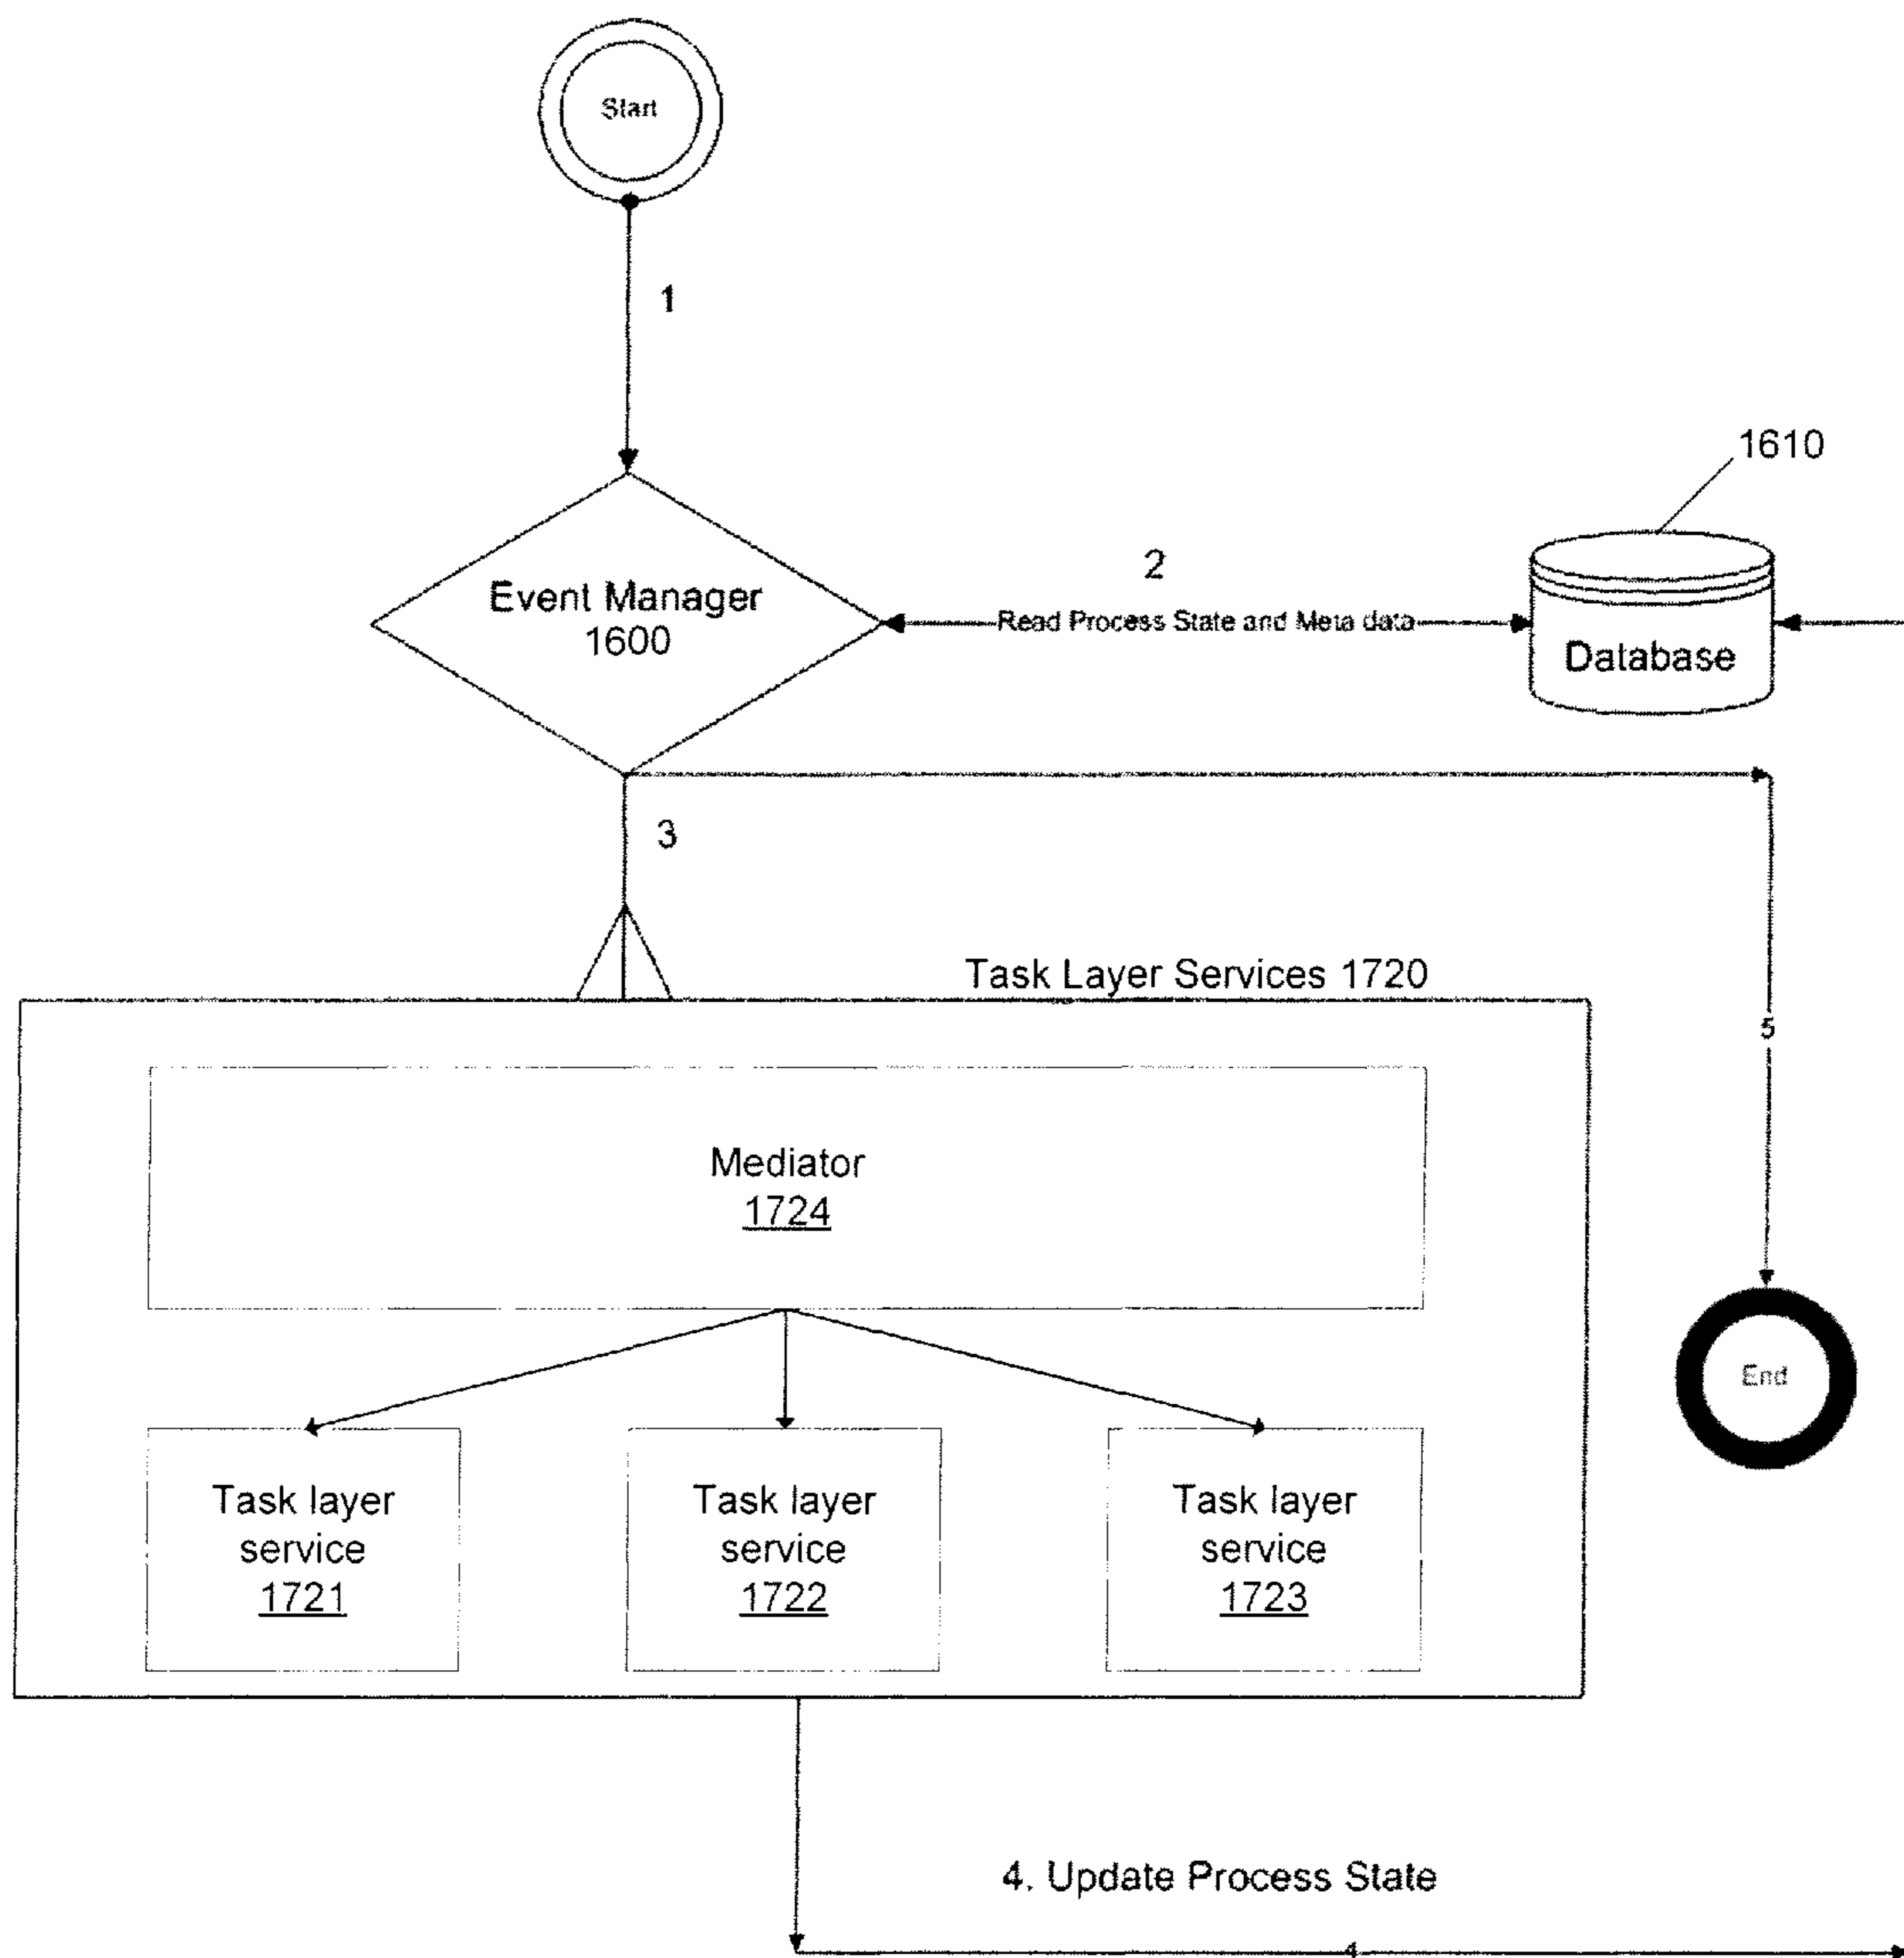 Start
1
1610
2
Event Manager
1600
Read Process State and Meta data
Database
3
Task Layer Services 1720
5
Mediator
1724
End
Task layer
service
1721
Task layer
service
1722
Task layer
service
1723
4. Update Process State
4